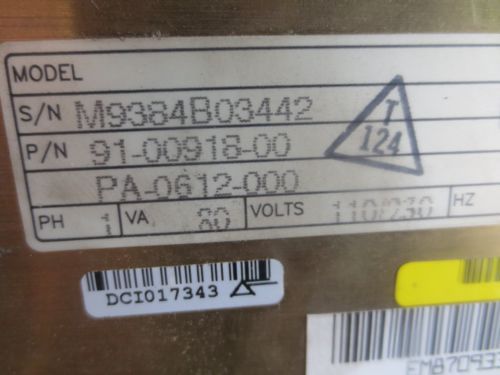 MODEL
S/N M9384B03442
P/N 91-00918-00
T
124
PA-0612-000
PH 1 VA 80 VOLTS 110/230 HZ
DCI017343